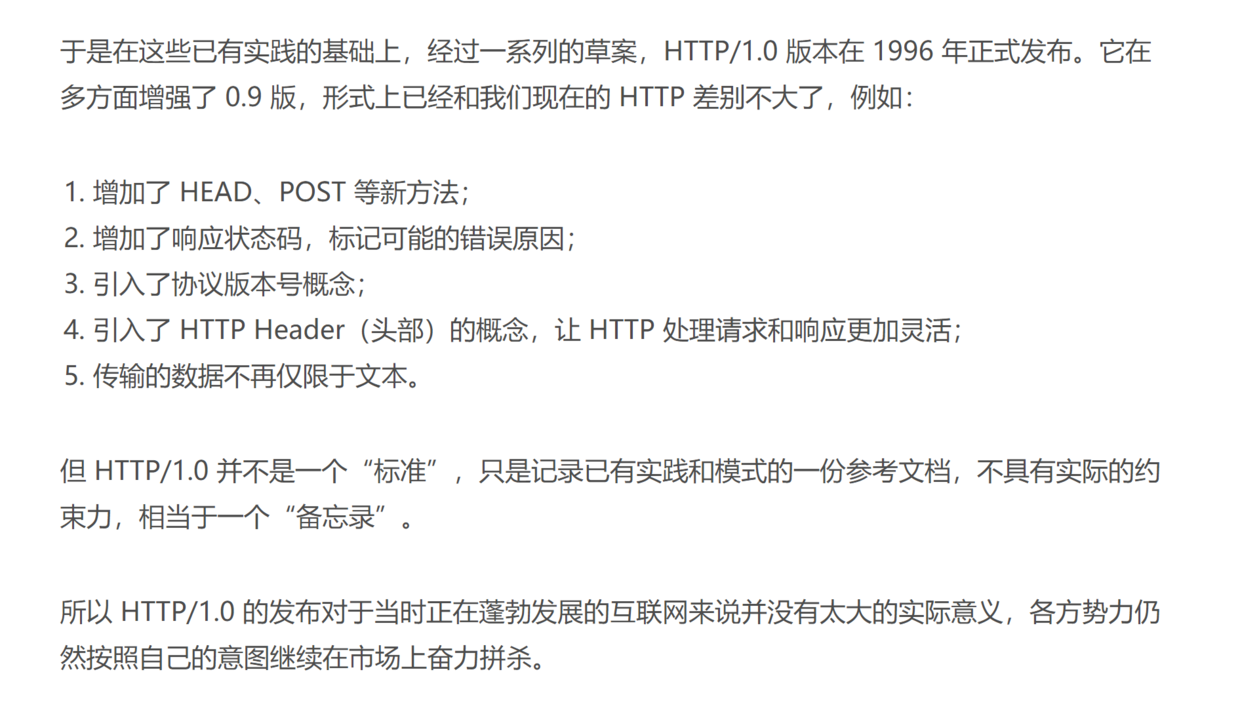 于是在这些已有实践的基础上，经过一系列的草案，HTTP/1.0 版本在 1996 年正式发布。它在
多方面增强了 0.9 版，形式上已经和我们现在的 HTTP 差别不大了，例如：
1. 增加了 HEAD、POST 等新方法；
2. 增加了响应状态码，标记可能的错误原因；
3. 引入了协议版本号概念；
4. 引入了 HTTP Header（头部）的概念，让 HTTP 处理请求和响应更加灵活；
5. 传输的数据不再仅限于文本。
但 HTTP/1.0 并不是一个“标准”，只是记录已有实践和模式的一份参考文档，不具有实际的约
束力，相当于一个“备忘录”。
所以 HTTP/1.0 的发布对于当时正在蓬勃发展的互联网来说并没有太大的实际意义，各方势力仍
然按照自己的意图继续在市场上奋力拼杀。